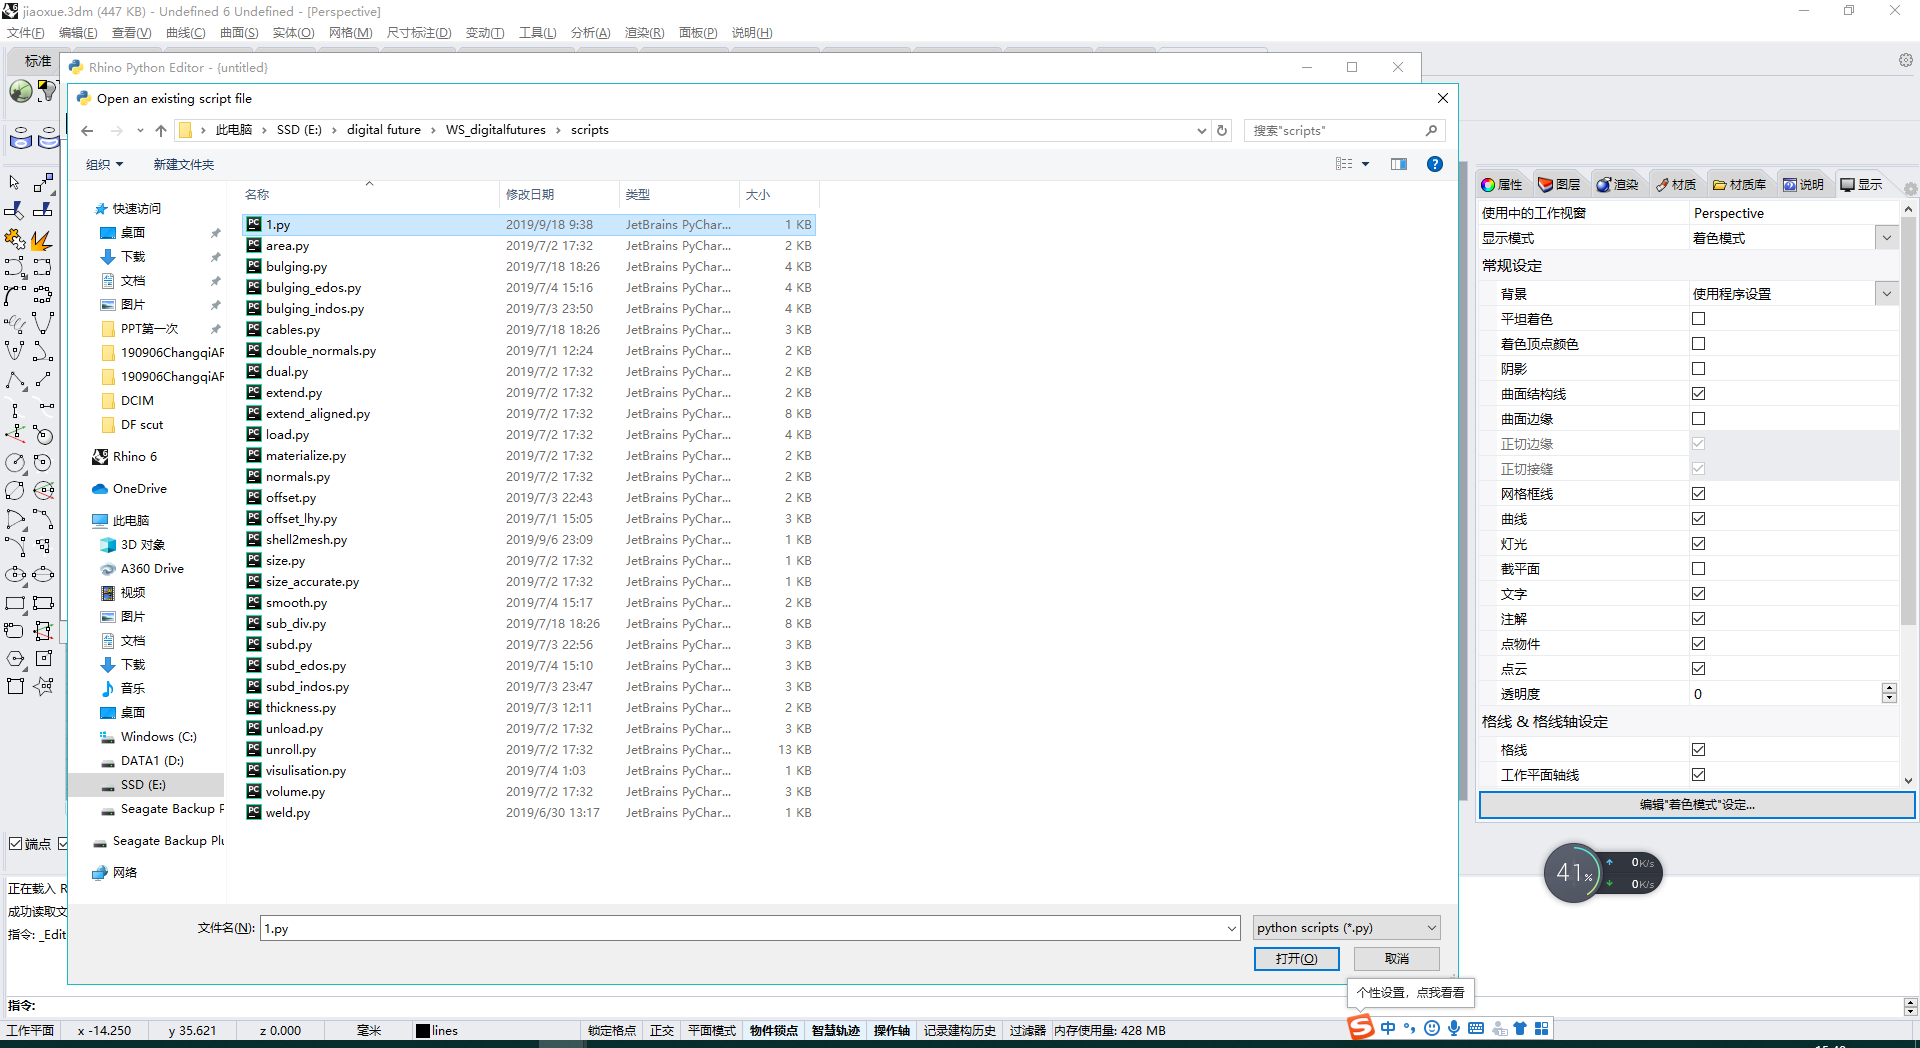 jiaoxue.3dm (447 KB) - Undefined 6 Undefined - [Perspective]
文件(F) 编辑(E) 查看(V) 曲线(C) 曲面(S) 实体(O) 网格(M) 尺寸标注(D) 变动(T) 工具(L) 分析(A) 渲染(R) 面板(P) 说明(H)
标准
Rhino Python Editor - {untitled}
Open an existing script file
此电脑 › SSD (E:) › digital future › WS_digitalfutures › scripts
搜索"scripts"
组织 新建文件夹
名称 修改日期 类型 大小
1.py 2019/9/18 9:38 JetBrains PyChar... 1 KB
area.py 2019/7/2 17:32 JetBrains PyChar... 2 KB
bulging.py 2019/7/18 18:26 JetBrains PyChar... 4 KB
bulging_edos.py 2019/7/4 15:16 JetBrains PyChar... 4 KB
bulging_indos.py 2019/7/3 23:50 JetBrains PyChar... 4 KB
cables.py 2019/7/18 18:26 JetBrains PyChar... 3 KB
double_normals.py 2019/7/1 12:24 JetBrains PyChar... 2 KB
dual.py 2019/7/2 17:32 JetBrains PyChar... 2 KB
extend.py 2019/7/2 17:32 JetBrains PyChar... 2 KB
extend_aligned.py 2019/7/2 17:32 JetBrains PyChar... 8 KB
load.py 2019/7/2 17:32 JetBrains PyChar... 4 KB
materialize.py 2019/7/2 17:32 JetBrains PyChar... 2 KB
normals.py 2019/7/2 17:32 JetBrains PyChar... 2 KB
offset.py 2019/7/3 22:43 JetBrains PyChar... 2 KB
offset_lhy.py 2019/7/1 15:05 JetBrains PyChar... 3 KB
shell2mesh.py 2019/9/6 23:09 JetBrains PyChar... 1 KB
size.py 2019/7/2 17:32 JetBrains PyChar... 1 KB
size_accurate.py 2019/7/2 17:32 JetBrains PyChar... 1 KB
smooth.py 2019/7/4 15:17 JetBrains PyChar... 2 KB
sub_div.py 2019/7/18 18:26 JetBrains PyChar... 8 KB
subd.py 2019/7/3 22:56 JetBrains PyChar... 3 KB
subd_edos.py 2019/7/4 15:10 JetBrains PyChar... 3 KB
subd_indos.py 2019/7/3 23:47 JetBrains PyChar... 3 KB
thickness.py 2019/7/3 12:11 JetBrains PyChar... 2 KB
unload.py 2019/7/2 17:32 JetBrains PyChar... 3 KB
unroll.py 2019/7/2 17:32 JetBrains PyChar... 13 KB
visulisation.py 2019/7/4 1:03 JetBrains PyChar... 1 KB
volume.py 2019/7/2 17:32 JetBrains PyChar... 3 KB
weld.py 2019/6/30 13:17 JetBrains PyChar... 1 KB
快速访问
桌面
下载
文档
图片
PPT第一次
190906ChangqiAR
190906ChangqiAR
DCIM
DF scut
Rhino 6
OneDrive
此电脑
3D 对象
A360 Drive
视频
图片
文档
下载
音乐
桌面
Windows (C:)
DATA1 (D:)
SSD (E:)
Seagate Backup P
Seagate Backup Plu
网络
文件名(N): 1.py
python scripts (*.py)
打开(O) 取消
属性 图层 渲染 材质 材质库 说明 显示
使用中的工作视窗 Perspective
显示模式 着色模式
常规设定
背景 使用程序设置
平坦着色
着色顶点颜色
阴影
曲面结构线
曲面边缘
正切边缘
正切接缝
网格框线
曲线
灯光
截平面
文字
注解
点物件
点云
透明度 0
格线 & 格线轴设定
格线
工作平面轴线
编辑"着色模式"设定...
41%
0K/s
0K/s
端点
正在载入 R
成功读取文
指令: _Edit
指令:
个性设置，点我看看
中
工作平面 x -14.250 y 35.621 z 0.000 毫米 lines 锁定格点 正交 平面模式 物件锁点 智慧轨迹 操作轴 记录建构历史 过滤器 内存使用量: 428 MB